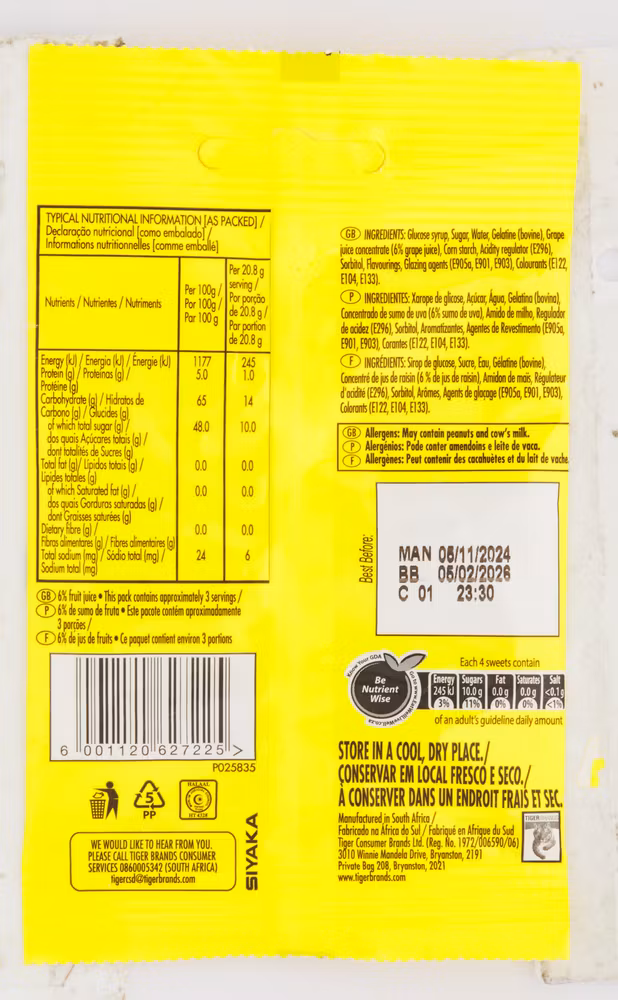 TYPICAL NUTRITIONAL INFORMATION [AS PACKED] /
Declaração nutricional [como embalado] /
Informations nutritionnelles [comme emballé]
Nutrients / Nutrientes / Nutriments
Per 100g /
Por 100g /
Par 100 g
Per 20.8 g
serving /
Por porção
de 20.8 g /
Par portion
de 20.8 g
Energy (kJ) / Energia (kJ) / Énergie (kJ) 1177 245
Protein (g) / Proteínas (g) / 5.0 1.0
Protéine (g)
Carbohydrate (g) / Hidratos de 65 14
Carbono (g) / Glucides (g)
of which total sugar (g) / 48.0 10.0
dos quais Açúcares totais (g) /
dont totalités de Sucres (g)
Total fat (g) / Lípidos totais (g) / 0.0 0.0
Lipides totales (g)
of which Saturated fat (g) / 0.0 0.0
dos quais Gorduras saturadas (g) /
dont Graisses saturées (g)
Dietary fibre (g) / 0.0 0.0
Fibras alimentares (g) / Fibres alimentaires (g)
Total sodium (mg) / Sódio total (mg) / 24 6
Sodium total (mg)
GB 6% fruit juice • This pack contains approximately 3 servings /
P 6% de sumo de fruta • Este pacote contém aproximadamente
3 porções /
F 6% de jus de fruits • Ce paquet contient environ 3 portions
6 001120 627225 >
P025835
5
PP
HALAAL
WE WOULD LIKE TO HEAR FROM YOU.
PLEASE CALL TIGER BRANDS CONSUMER
SERVICES 0860005342 (SOUTH AFRICA)
tigercsd@tigerbrands.com
SIYAKA
GB INGREDIENTS: Glucose syrup, Sugar, Water, Gelatine (bovine), Grape
juice concentrate (6% grape juice), Corn starch, Acidity regulator (E296),
Sorbitol, Flavourings, Glazing agents (E905a, E901, E903), Colourants (E122,
E104, E133).
P INGREDIENTES: Xarope de glicose, Açúcar, Água, Gelatina (bovina),
Concentrado de sumo de uva (6% sumo de uva), Amido de milho, Regulador
de acidez (E296), Sorbitol, Aromatizantes, Agentes de Revestimento (E905a,
E901, E903), Corantes (E122, E104, E133).
F INGRÉDIENTS: Sirop de glucose, Sucre, Eau, Gélatine (bovine),
Concentré de jus de raisin (6 % de jus de raisin), Amidon de maïs, Régulateur
d'acidité (E296), Sorbitol, Arômes, Agents de glaçage (E905a, E901, E903),
Colorants (E122, E104, E133).
GB Allergens: May contain peanuts and cow's milk.
P Alergénios: Pode conter amendoins e leite de vaca.
F Allergènes: Peut contenir des cacahuètes et du lait de vache.
Best Before:
MAN 05/11/2024
BB 05/02/2026
C 01 23:30
Know Your GDA
Be
Nutrient
Wise
Each 4 sweets contain
Energy Sugars Fat Saturates Salt
245 kJ 10.0 g 0.0 g 0.0 g <0.1g
3% 11% 0% 0% <1%
of an adult's guideline daily amount
STORE IN A COOL, DRY PLACE./
CONSERVAR EM LOCAL FRESCO E SECO./
À CONSERVER DANS UN ENDROIT FRAIS ET SEC.
Manufactured in South Africa /
Fabricado na África do Sul / Fabriqué en Afrique du Sud
Tiger Consumer Brands Ltd. (Reg. No. 1972/006590/06)
3010 Winnie Mandela Drive, Bryanston, 2191
Private Bag 208, Bryanston, 2021
www.tigerbrands.com
TIGER BRANDS